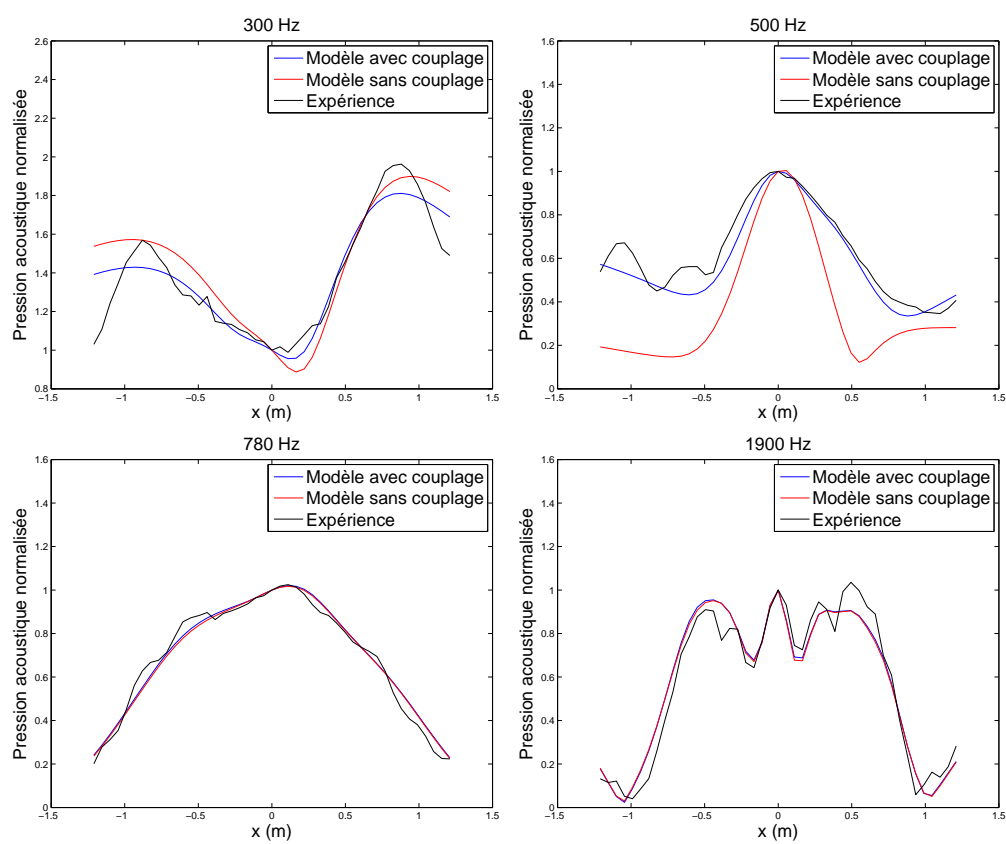 300 Hz
2.6
2.4
2.2
2
1.8
1.6
1.4
1.2
1
0.8
−1.5
−1
−0.5
0
0.5
1
1.5
Pression acoustique normalisée
x (m)
Modèle avec couplage
Modèle sans couplage
Expérience
500 Hz
1.6
1.4
1.2
1
0.8
0.6
0.4
0.2
0
−1.5
−1
−0.5
0
0.5
1
1.5
Pression acoustique normalisée
x (m)
Modèle avec couplage
Modèle sans couplage
Expérience
780 Hz
1.6
1.4
1.2
1
0.8
0.6
0.4
0.2
0
−1.5
−1
−0.5
0
0.5
1
1.5
Pression acoustique normalisée
x (m)
Modèle avec couplage
Modèle sans couplage
Expérience
1900 Hz
1.6
1.4
1.2
1
0.8
0.6
0.4
0.2
0
−1.5
−1
−0.5
0
0.5
1
1.5
Pression acoustique normalisée
x (m)
Modèle avec couplage
Modèle sans couplage
Expérience